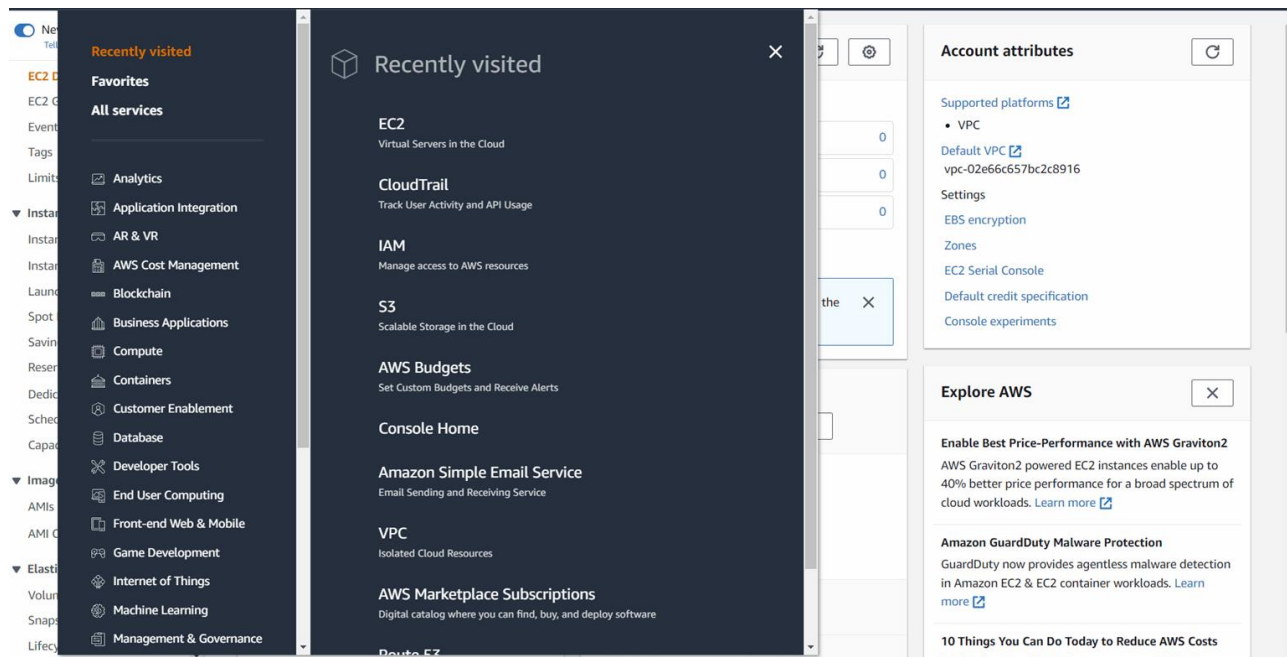 Recently visited
Favorites
All services
Analytics
Application Integration
AR & VR
AWS Cost Management
Blockchain
Business Applications
Compute
Containers
Customer Enablement
Database
Developer Tools
End User Computing
Front-end Web & Mobile
Game Development
Internet of Things
Machine Learning
Management & Governance
Recently visited
EC2
Virtual Servers in the Cloud
CloudTrail
Track User Activity and API Usage
IAM
Manage access to AWS resources
S3
Scalable Storage in the Cloud
AWS Budgets
Set Custom Budgets and Receive Alerts
Console Home
Amazon Simple Email Service
Email Sending and Receiving Service
VPC
Isolated Cloud Resources
AWS Marketplace Subscriptions
Digital catalog where you can find, buy, and deploy software
Route 53
EC2
EC2
Tags
AMIs
AMI
0
0
0
the
Account attributes
Supported platforms
• VPC
Default VPC
vpc-02e66c657bc2c8916
Settings
EBS encryption
Zones
EC2 Serial Console
Default credit specification
Console experiments
Explore AWS
Enable Best Price-Performance with AWS Graviton2
AWS Graviton2 powered EC2 instances enable up to
40% better price performance for a broad spectrum of
cloud workloads. Learn more
Amazon GuardDuty Malware Protection
GuardDuty now provides agentless malware detection
in Amazon EC2 & EC2 container workloads. Learn
more
10 Things You Can Do Today to Reduce AWS Costs